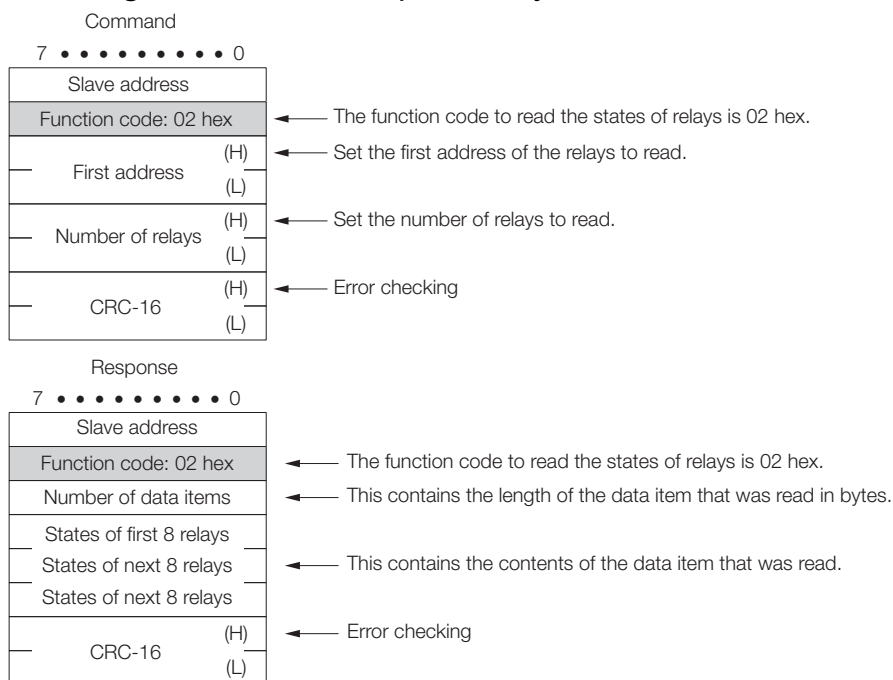 Command
7 ● ● ● ● ● ● ● ● ● 0
Slave address
Function code: 02 hex
The function code to read the states of relays is 02 hex.
First address
(H)
(L)
Set the first address of the relays to read.
Number of relays
(H)
(L)
Set the number of relays to read.
CRC-16
(H)
(L)
Error checking
Response
7 ● ● ● ● ● ● ● ● ● 0
Slave address
Function code: 02 hex
The function code to read the states of relays is 02 hex.
Number of data items
This contains the length of the data item that was read in bytes.
States of first 8 relays
States of next 8 relays
This contains the contents of the data item that was read.
States of next 8 relays
CRC-16
(H)
(L)
Error checking